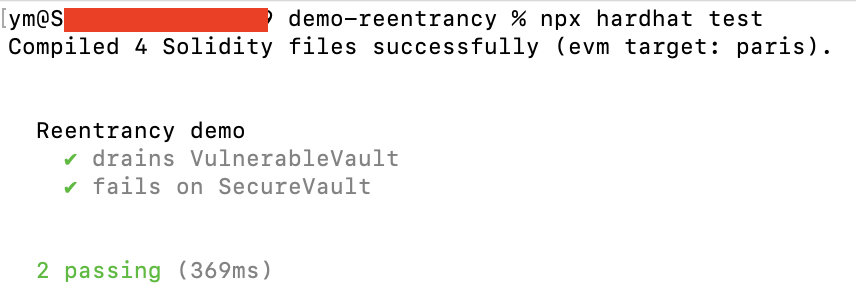 [ym@S demo-reentrancy % npx hardhat test
Compiled 4 Solidity files successfully (evm target: paris).
Reentrancy demo
✔ drains VulnerableVault
✔ fails on SecureVault
2 passing (369ms)